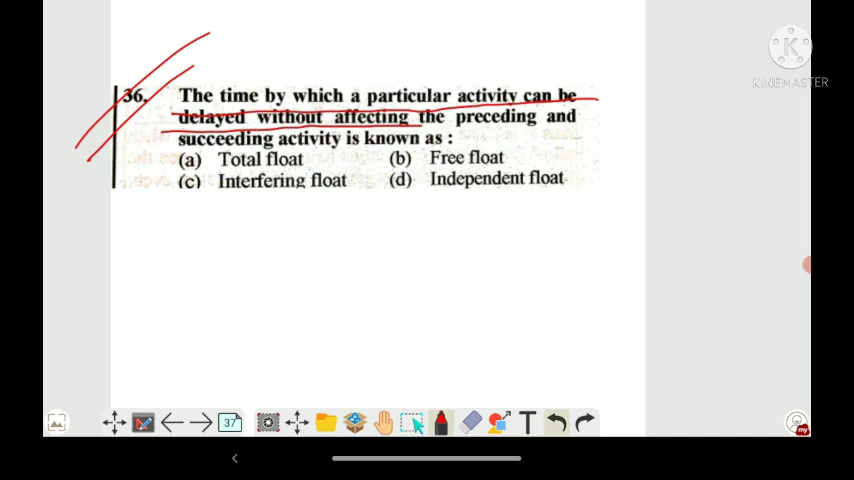 KINEMASTER
36. The time by which a particular activity can be
delayed without affecting the preceding and
succeeding activity is known as :
(a) Total float (b) Free float
(c) Interfering float (d) Independent float
37
T
my